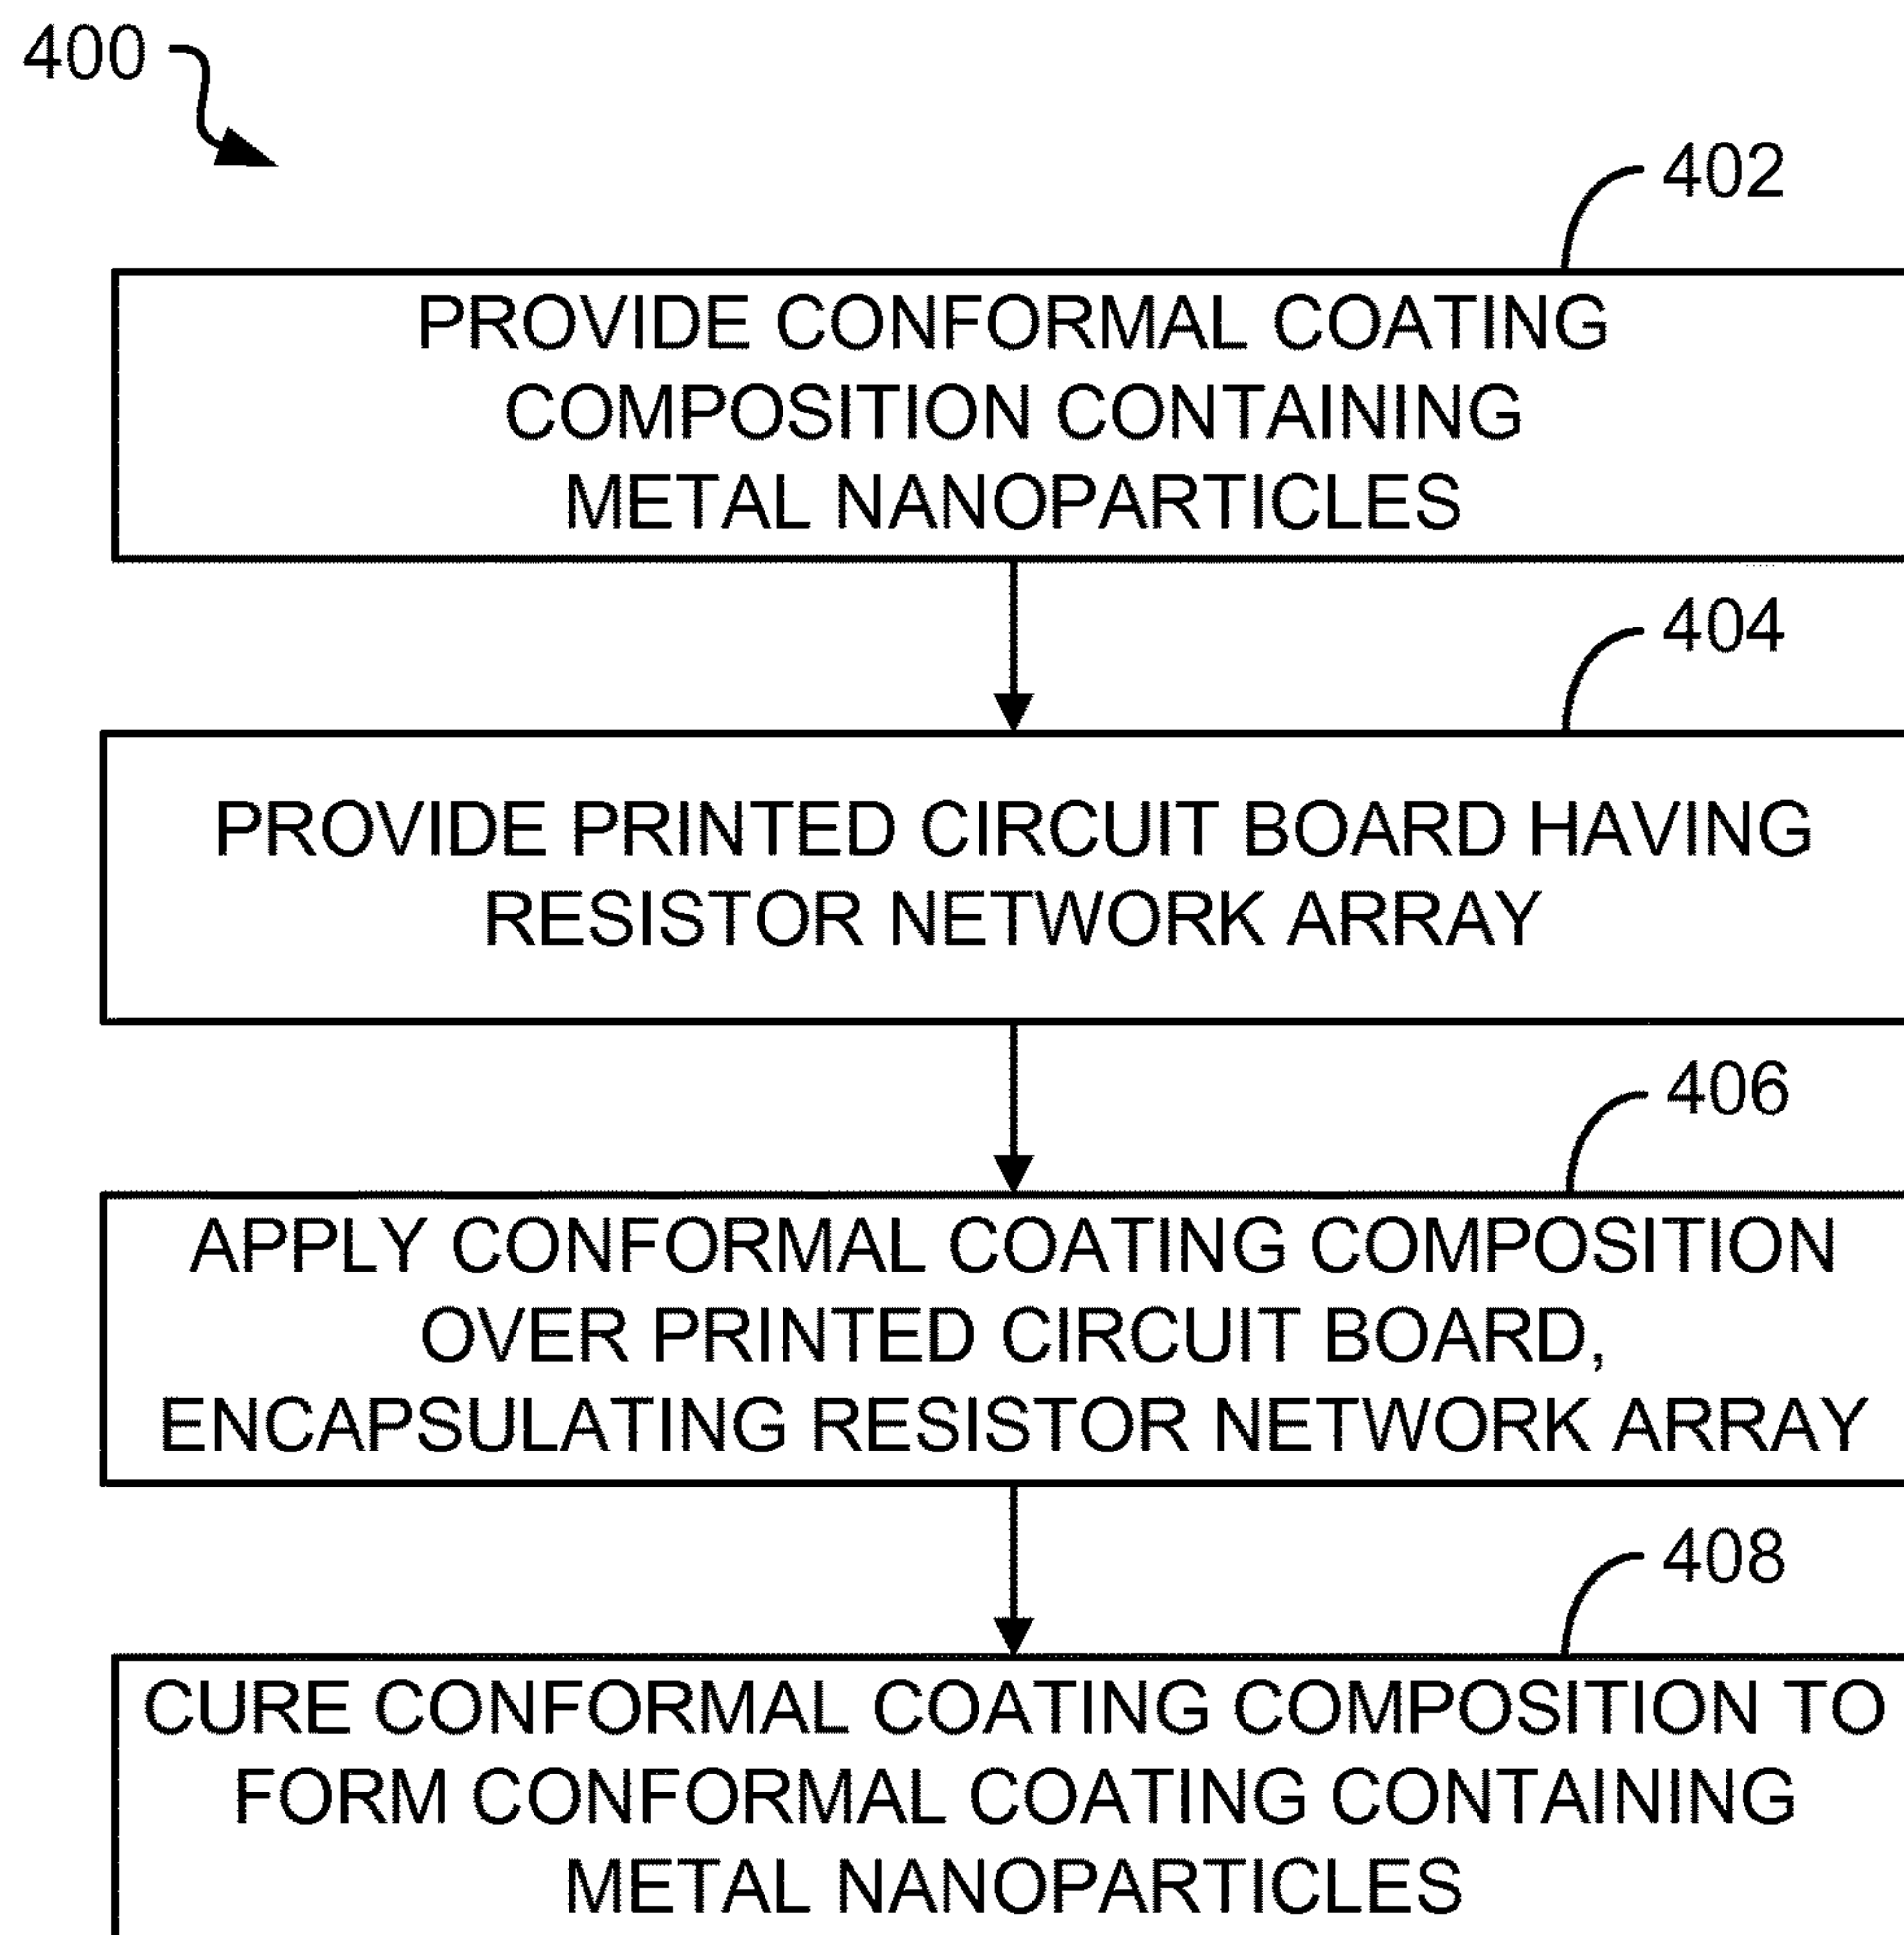 400
402
PROVIDE CONFORMAL COATING
COMPOSITION CONTAINING
METAL NANOPARTICLES
404
PROVIDE PRINTED CIRCUIT BOARD HAVING
RESISTOR NETWORK ARRAY
406
APPLY CONFORMAL COATING COMPOSITION
OVER PRINTED CIRCUIT BOARD,
ENCAPSULATING RESISTOR NETWORK ARRAY
408
CURE CONFORMAL COATING COMPOSITION TO
FORM CONFORMAL COATING CONTAINING
METAL NANOPARTICLES